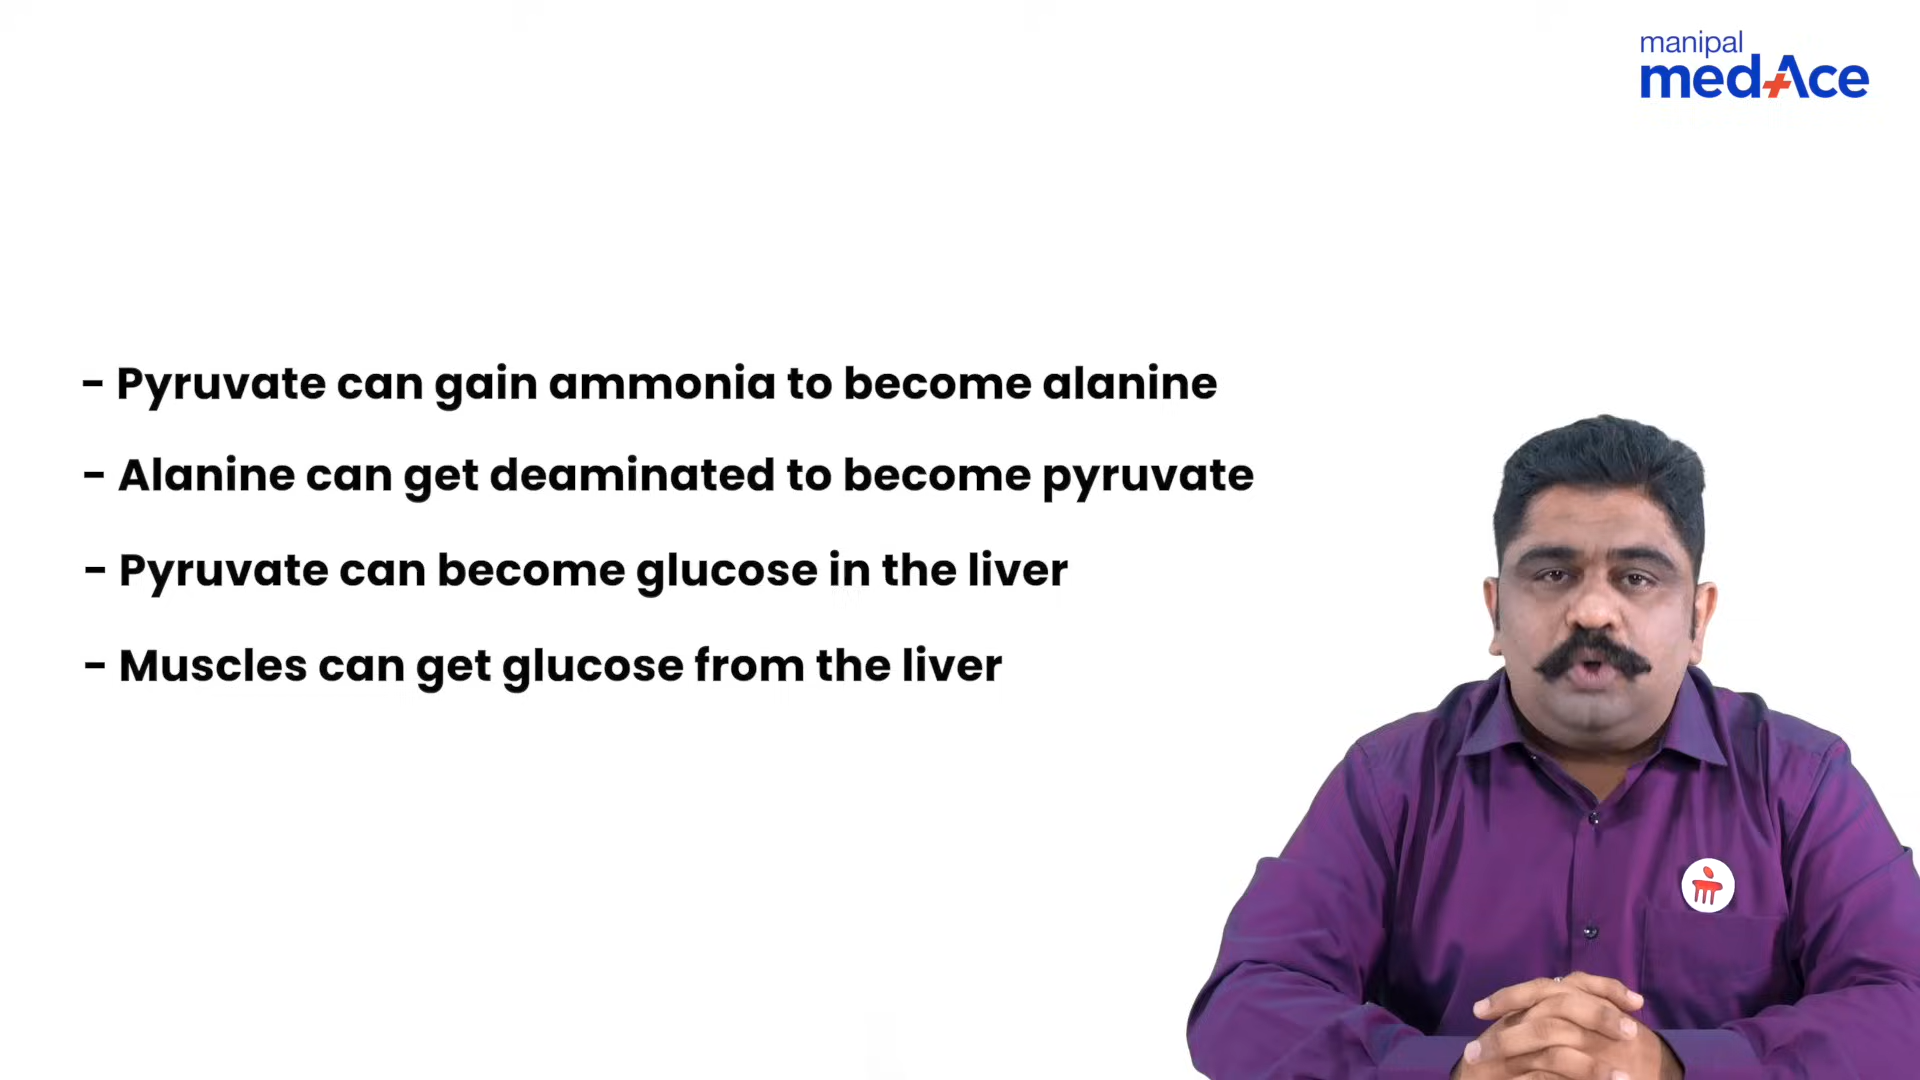 manipal
medAce
- Pyruvate can gain ammonia to become alanine
- Alanine can get deaminated to become pyruvate
- Pyruvate can become glucose in the liver
- Muscles can get glucose from the liver